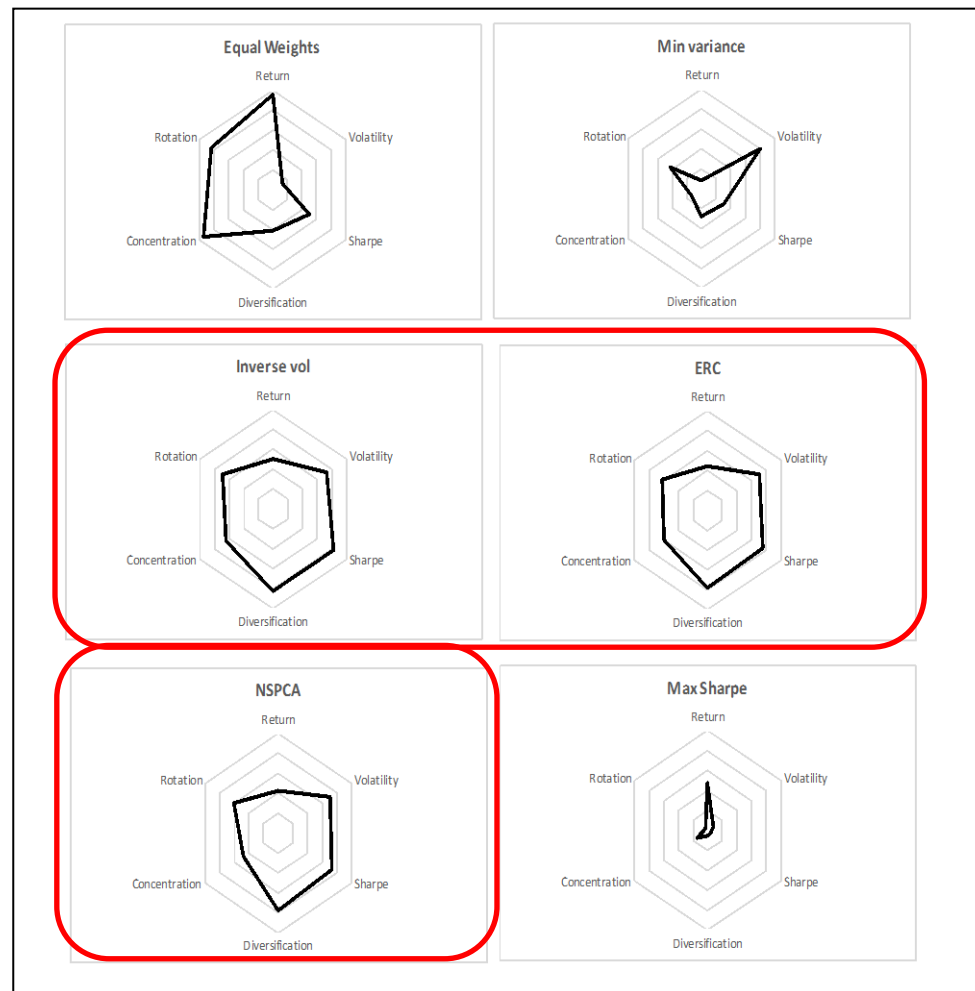 Equal Weights
Return
Rotation
Volatility
Concentration
Sharpe
Diversification
Min variance
Return
Rotation
Volatility
Concentration
Sharpe
Diversification
Inverse vol
Return
Rotation
Volatility
Concentration
Sharpe
Diversification
ERC
Return
Rotation
Volatility
Concentration
Sharpe
Diversification
NSPCA
Return
Rotation
Volatility
Concentration
Sharpe
Diversification
Max Sharpe
Return
Rotation
Volatility
Concentration
Sharpe
Diversification